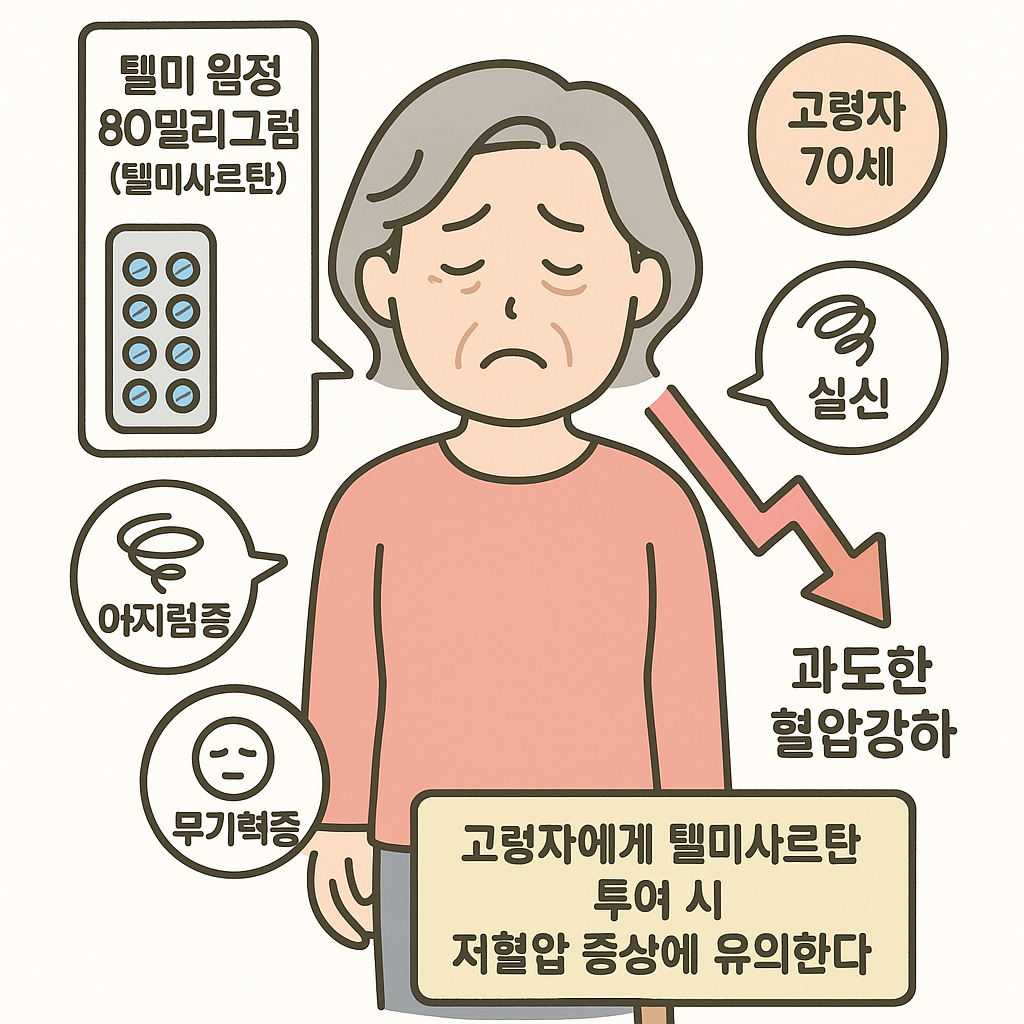 텔미 원정
80밀리그럼
(텔미사르탄)
고령자
70세
실신
어지럼증
무기력증
과도한
혈압강하
고령자에게 텔미사르탄
투여 시
저혈압 증상에 유의한다